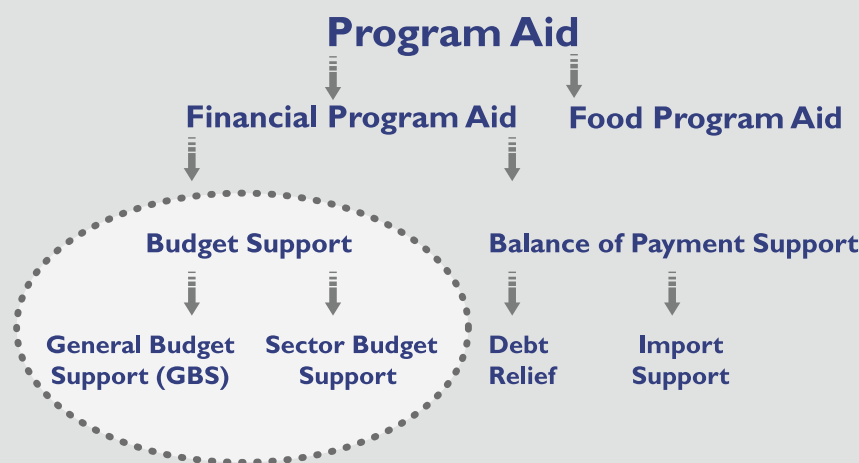 Program Aid
Financial Program Aid
Food Program Aid
Budget Support
Balance of Payment Support
General Budget
Support (GBS)
Sector Budget
Support
Debt
Relief
Import
Support